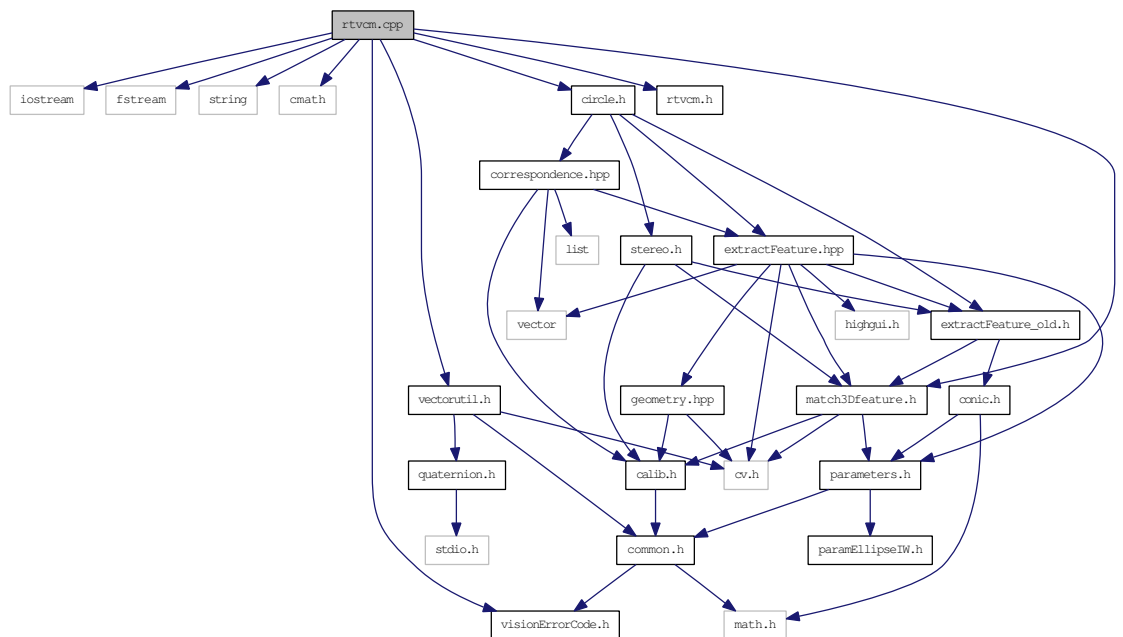 rtvcm.cpp
iostream
fstream
string
cmath
circle.h
rtvcm.h
correspondence.hpp
list
stereo.h
extractFeature.hpp
vector
highgui.h
extractFeature_old.h
vectorutil.h
geometry.hpp
match3Dfeature.h
conic.h
quaternion.h
calib.h
cv.h
parameters.h
stdio.h
common.h
paramEllipseIW.h
visionErrorCode.h
math.h